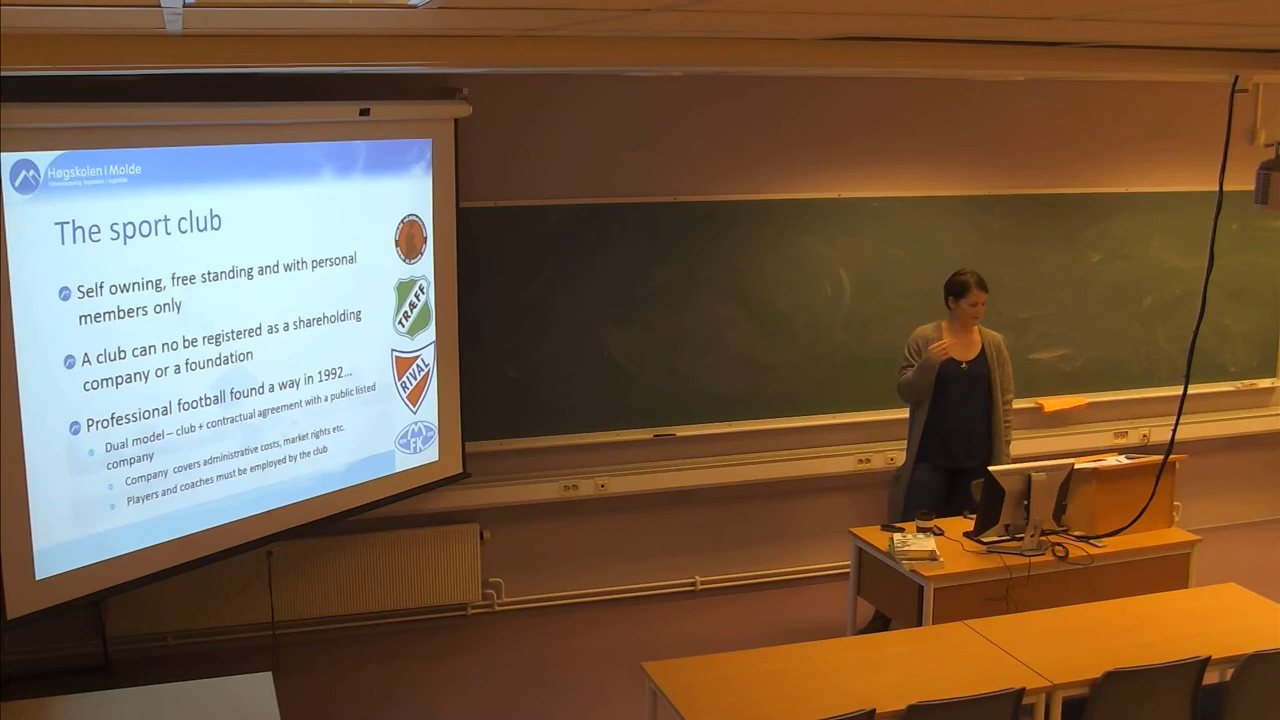 Høgskolen i Molde
The sport club
Self owning, free standing and with personal
members only
A club can no be registered as a shareholding
company or a foundation
Professional football found a way in 1992...
Dual model – club + contractual agreement with a public listed
company
Company covers administrative costs, market rights etc.
Players and coaches must be employed by the club
TRÆFF
RIVAL
M
FK